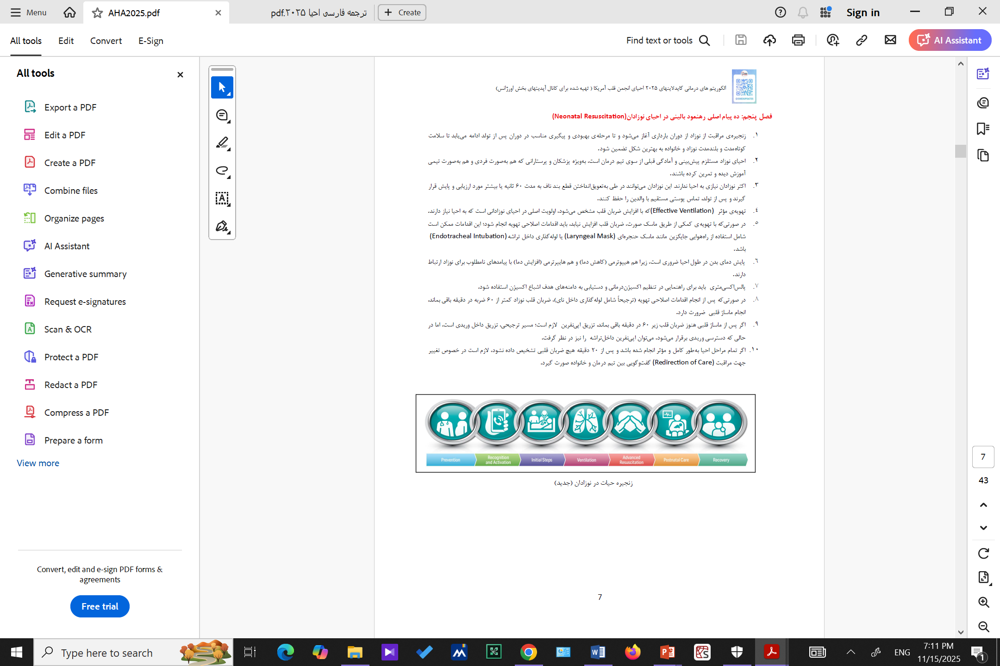 Menu
AHA2025.pdf
ترجمه فارسی احیا ۲۰۲۵.pdf
Create
Sign in
All tools
Edit
Convert
E-Sign
Find text or tools
AI Assistant
All tools
Export a PDF
Edit a PDF
Create a PDF
Combine files
Organize pages
AI Assistant
Generative summary
Request e-signatures
Scan & OCR
Protect a PDF
Redact a PDF
Compress a PDF
Prepare a form
View more
Convert, edit and e-sign PDF forms &
agreements
Free trial
@EMEDUPDATES
الگوریتم های درمانی گایدلاینهای ۲۰۲۵ احیای انجمن قلب آمریکا ( تهیه شده برای کانال آپدیتهای بخش اورژانس)
فصل پنجم: ده پیام اصلی رهنمود بالینی در احیای نوزادان(Neonatal Resuscitation)
۱. زنجیره‌ی مراقبت از نوزاد از دوران بارداری آغاز می‌شود و تا مرحله‌ی بهبودی و پیگیری مناسب در دوران پس از تولد ادامه می‌یابد تا سلامت
کوتاه‌مدت و بلندمدت نوزاد و خانواده به بهترین شکل تضمین شود.
۲. احیای نوزاد مستلزم پیش‌بینی و آمادگی قبلی از سوی تیم درمان است، به‌ویژه پزشکان و پرستارانی که هم به‌صورت فردی و هم به‌صورت تیمی
آموزش دیده و تمرین کرده باشند.
۳. اکثر نوزادان نیازی به احیا ندارند. این نوزادان می‌توانند در طی به‌تعویق‌انداختن قطع بند ناف به مدت ۶۰ ثانیه یا بیشتر مورد ارزیابی و پایش قرار
گیرند و پس از تولد، تماس پوستی مستقیم با والدین را حفظ کنند.
٤. تهویه‌ی مؤثر (Effective Ventilation)که با افزایش ضربان قلب مشخص می‌شود، اولویت اصلی در احیای نوزادانی است که به احیا نیاز دارند.
٥. در صورتی‌که با تهویه‌ی کمکی از طریق ماسک صورت، ضربان قلب افزایش نیابد، باید اقدامات اصلاحی تهویه انجام شود؛ این اقدامات ممکن است
شامل استفاده از راه‌هوایی جایگزین مانند ماسک حنجره‌ای (Laryngeal Mask) یا لوله‌گذاری داخل تراشه (Endotracheal Intubation)
باشد.
٦. پایش دمای بدن در طول احیا ضروری است، زیرا هم هیپوترمی (کاهش دما) و هم هایپرترمی (افزایش دما) با پیامدهای نامطلوب برای نوزاد ارتباط
دارند.
۷. پالس‌اکسی‌متری باید برای راهنمایی در تنظیم اکسیژن‌درمانی و دستیابی به دامنه‌های هدف اشباع اکسیژن استفاده شود.
۸. در صورتی‌که پس از انجام اقدامات اصلاحی تهویه (ترجیحاً شامل لوله‌گذاری داخل نای)، ضربان قلب نوزاد کمتر از ۶۰ ضربه در دقیقه باقی بماند،
انجام ماساژ قلبی ضرورت دارد.
۹. اگر پس از ماساژ قلبی هنوز ضربان قلب زیر ۶۰ در دقیقه باقی بماند، تزریق اپی‌نفرین لازم است؛ مسیر ترجیحی، تزریق داخل وریدی است، اما در
حالی که دسترسی وریدی برقرار می‌شود، می‌توان اپی‌نفرین داخل‌تراشه را نیز در نظر گرفت.
۱۰. اگر تمام مراحل احیا به‌طور کامل و مؤثر انجام شده باشد و پس از ۲۰ دقیقه هیچ ضربان قلبی تشخیص داده نشود، لازم است در خصوص تغییر
جهت مراقبت (Redirection of Care) گفت‌وگویی بین تیم درمان و خانواده صورت گیرد.
Prevention
Recognition
and Activation
Initial Steps
Ventilation
Advanced
Resuscitation
Postnatal Care
Recovery
زنجیره حیات در نوزادان (جدید)
7
7
43
Type here to search
ENG
7:11 PM
11/15/2025
1